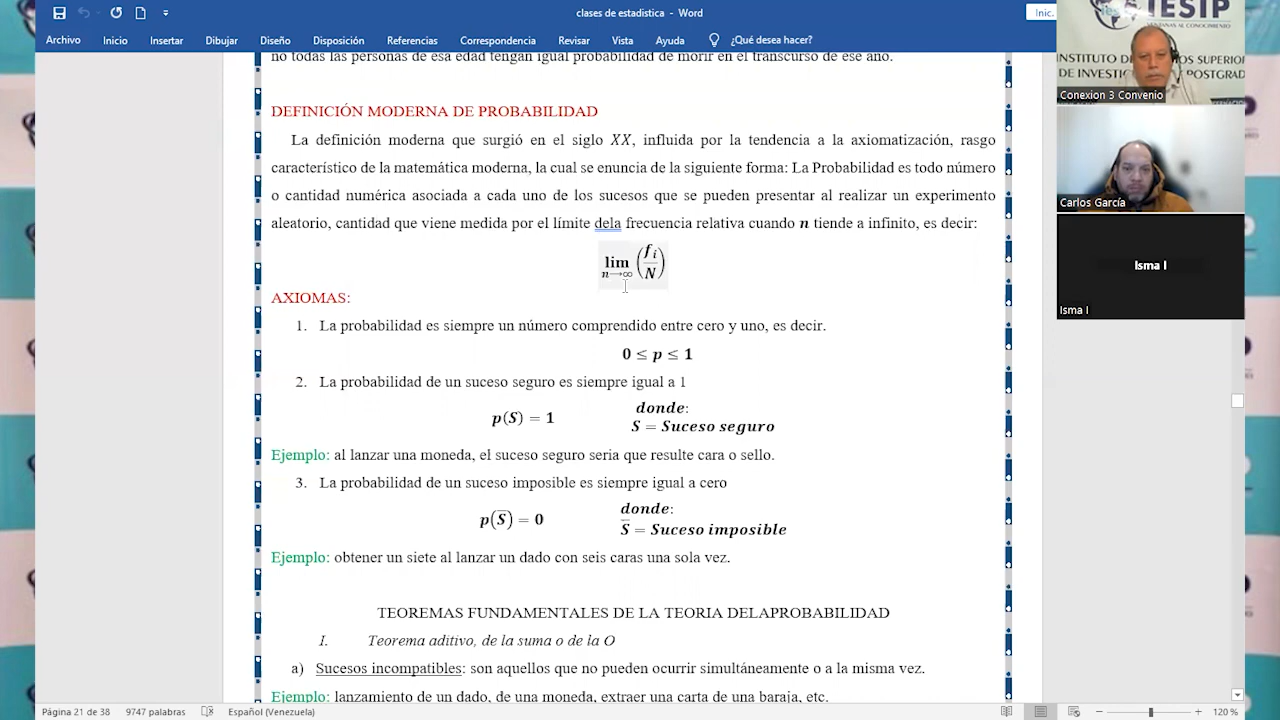 clases de estadistica - Word
Inic.
Archivo Inicio Insertar Dibujar Diseño Disposición Referencias Correspondencia Revisar Vista Ayuda ¿Qué desea hacer?
no todas las personas de esa edad tengan igual probabilidad de morir en el transcurso de ese año.
DEFINICIÓN MODERNA DE PROBABILIDAD
La definición moderna que surgió en el siglo XX, influida por la tendencia a la axiomatización, rasgo
característico de la matemática moderna, la cual se enuncia de la siguiente forma: La Probabilidad es todo número
o cantidad numérica asociada a cada uno de los sucesos que se pueden presentar al realizar un experimento
aleatorio, cantidad que viene medida por el límite dela frecuencia relativa cuando n tiende a infinito, es decir:
lim n→∞ (f_i/N)
AXIOMAS:
1. La probabilidad es siempre un número comprendido entre cero y uno, es decir.
0 ≤ p ≤ 1
2. La probabilidad de un suceso seguro es siempre igual a 1
p(S) = 1 donde:
S = Suceso seguro
Ejemplo: al lanzar una moneda, el suceso seguro seria que resulte cara o sello.
3. La probabilidad de un suceso imposible es siempre igual a cero
p(S̅) = 0 donde:
S̅ = Suceso imposible
Ejemplo: obtener un siete al lanzar un dado con seis caras una sola vez.
TEOREMAS FUNDAMENTALES DE LA TEORIA DELAPROBABILIDAD
I. Teorema aditivo, de la suma o de la O
a) Sucesos incompatibles: son aquellos que no pueden ocurrir simultáneamente o a la misma vez.
Ejemplo: lanzamiento de un dado, de una moneda, extraer una carta de una baraja, etc.
Página 21 de 38 9747 palabras Español (Venezuela) 120 %
IESIP
VENTANAS AL CONOCIMIENTO
INSTITUTO DE SUPERIOR
DE INVESTIG POSTGRAD
Conexion 3 Convenio
Carlos García
Isma I
Isma I